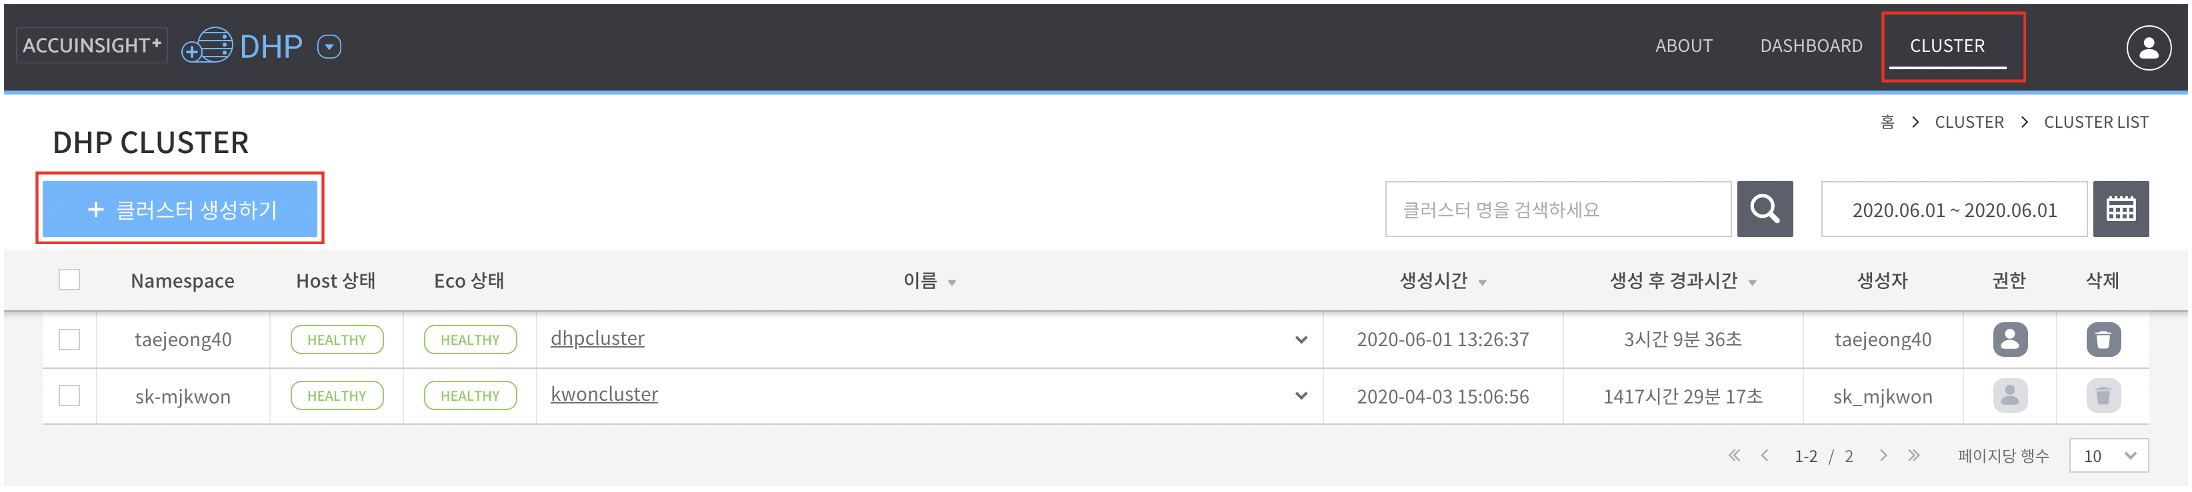 ACCUINSIGHT+ DHP ABOUT DASHBOARD CLUSTER
홈 > CLUSTER > CLUSTER LIST
DHP CLUSTER
+ 클러스터 생성하기 클러스터 명을 검색하세요 2020.06.01 ~ 2020.06.01
Namespace Host 상태 Eco 상태 이름 생성시간 생성 후 경과시간 생성자 권한 삭제
taejeong40 HEALTHY HEALTHY dhpcluster 2020-06-01 13:26:37 3시간 9분 36초 taejeong40
sk-mjkwon HEALTHY HEALTHY kwoncluster 2020-04-03 15:06:56 1417시간 29분 17초 sk_mjkwon
« < 1-2 / 2 > » 페이지당 행수 10